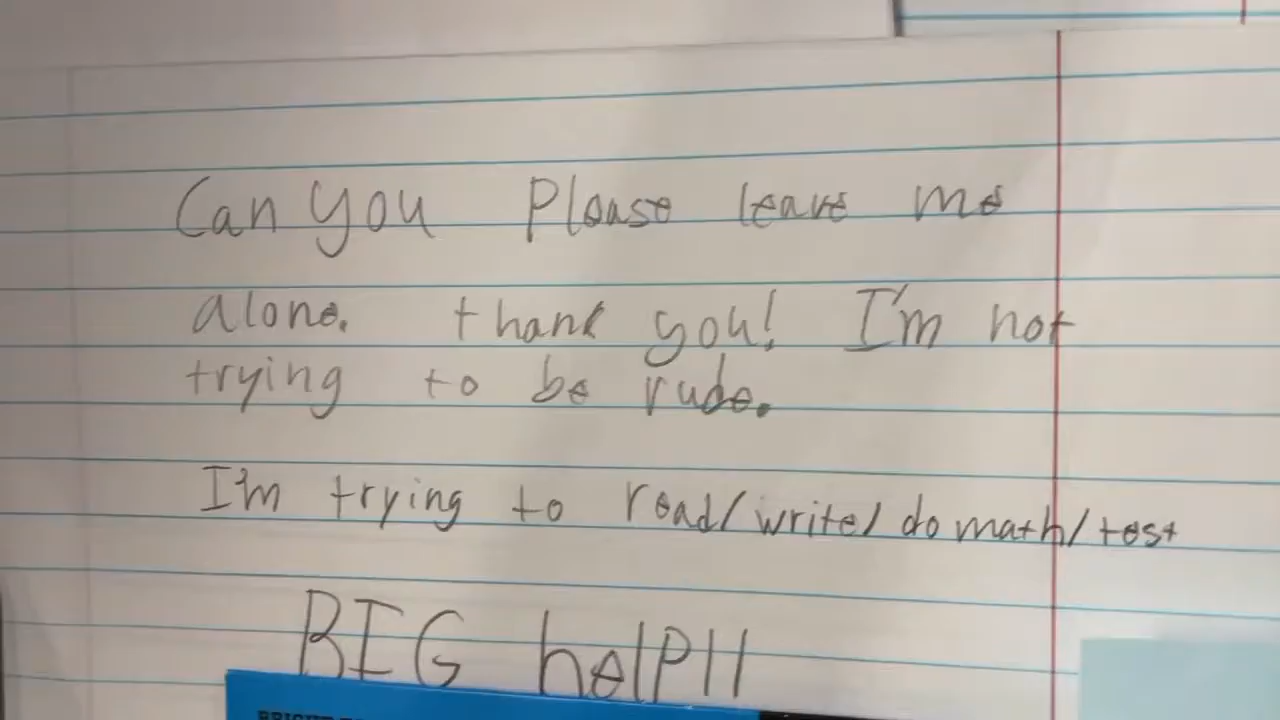 Can you Please leave me
alone. thank you! I'm not
trying to be rude.
I'm trying to read/write/do math/test
BIG help!!